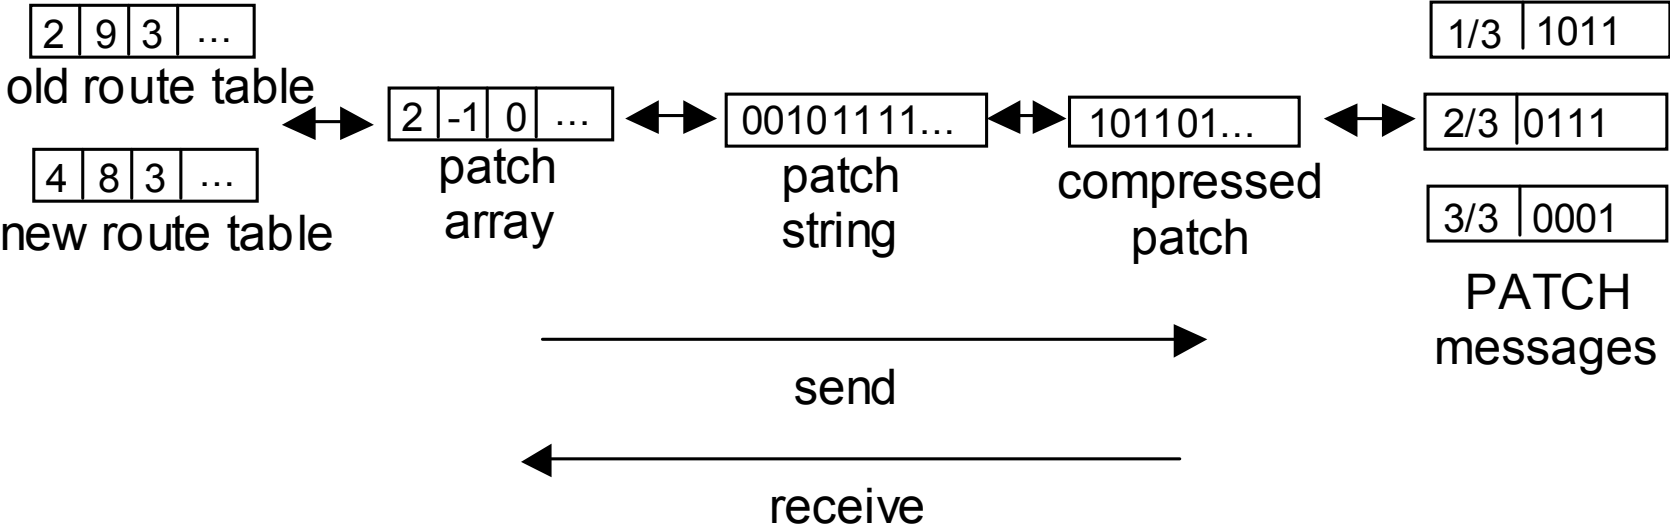 2 9 3 ...
old route table
4 8 3 ...
new route table
2 -1 0 ...
patch
array
00101111...
patch
string
101101...
compressed
patch
1/3 1011
2/3 0111
3/3 0001
PATCH
messages
send
receive